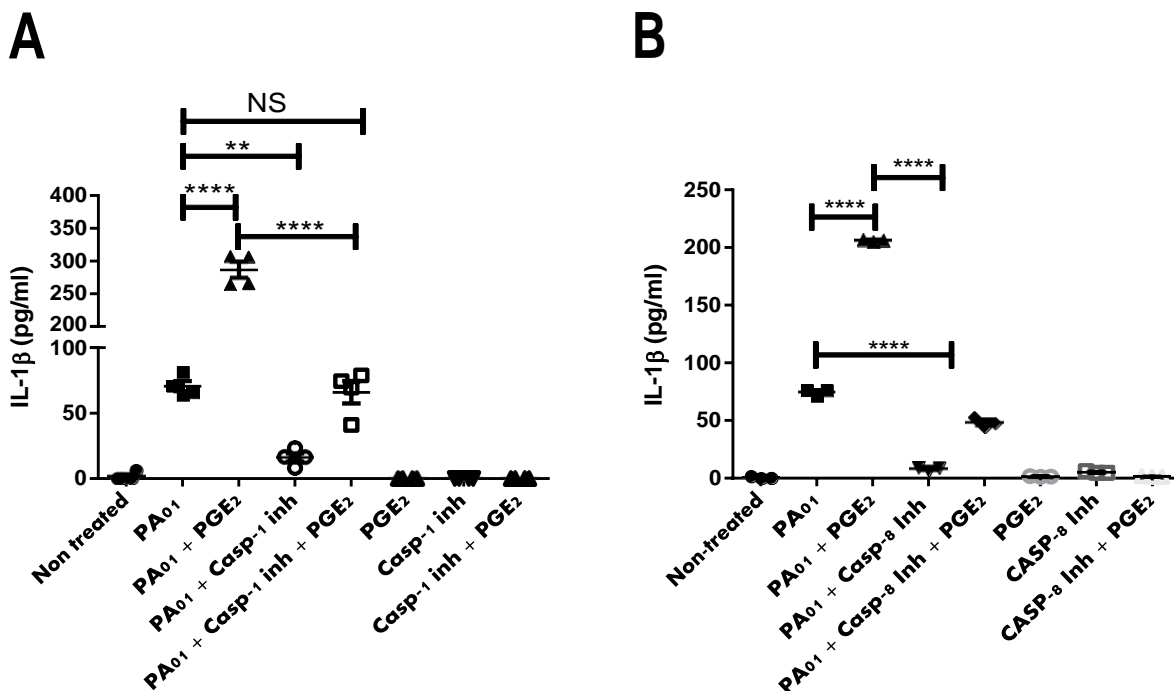 A
NS
**
****
****
IL-1β (pg/ml)
400
350
300
250
200
100
50
0
Non treated
PA01
PA01 + PGE2
PA01 + Casp-1 inh
PA01 + Casp-1 inh + PGE2
PGE2
Casp-1 inh
Casp-1 inh + PGE2
B
****
****
****
IL-1β (pg/ml)
250
200
150
100
50
0
Non-treated
PA01
PA01 + PGE2
PA01 + Casp-8 Inh
PA01 + Casp-8 Inh + PGE2
PGE2
CASP-8 Inh
CASP-8 Inh + PGE2